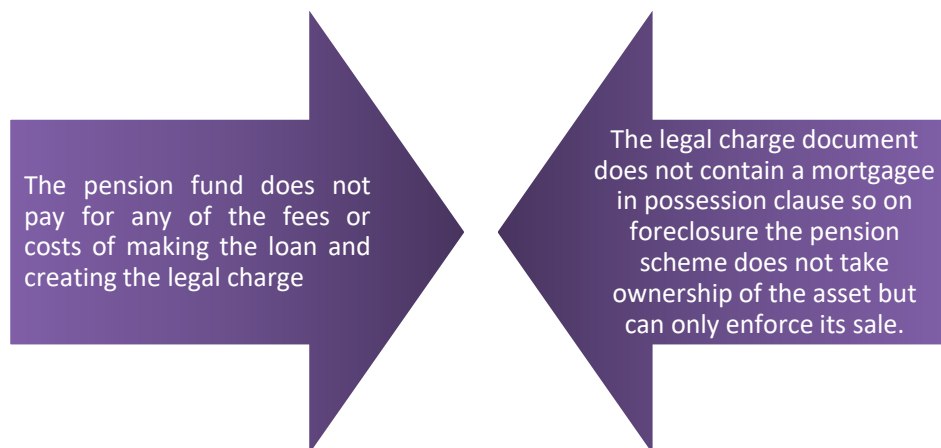 The pension fund does not
pay for any of the fees or
costs of making the loan and
creating the legal charge
The legal charge document
does not contain a mortgagee
in possession clause so on
foreclosure the pension
scheme does not take
ownership of the asset but
can only enforce its sale.